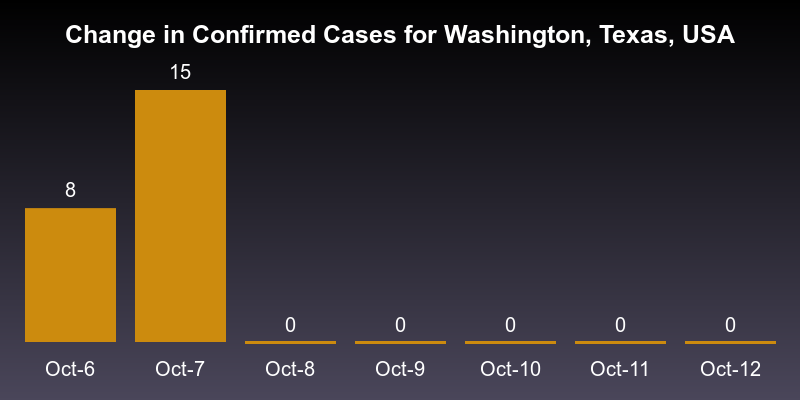 Change in Confirmed Cases for Washington, Texas, USA
15
8
0 0 0 0 0
Oct-6 Oct-7 Oct-8 Oct-9 Oct-10 Oct-11 Oct-12